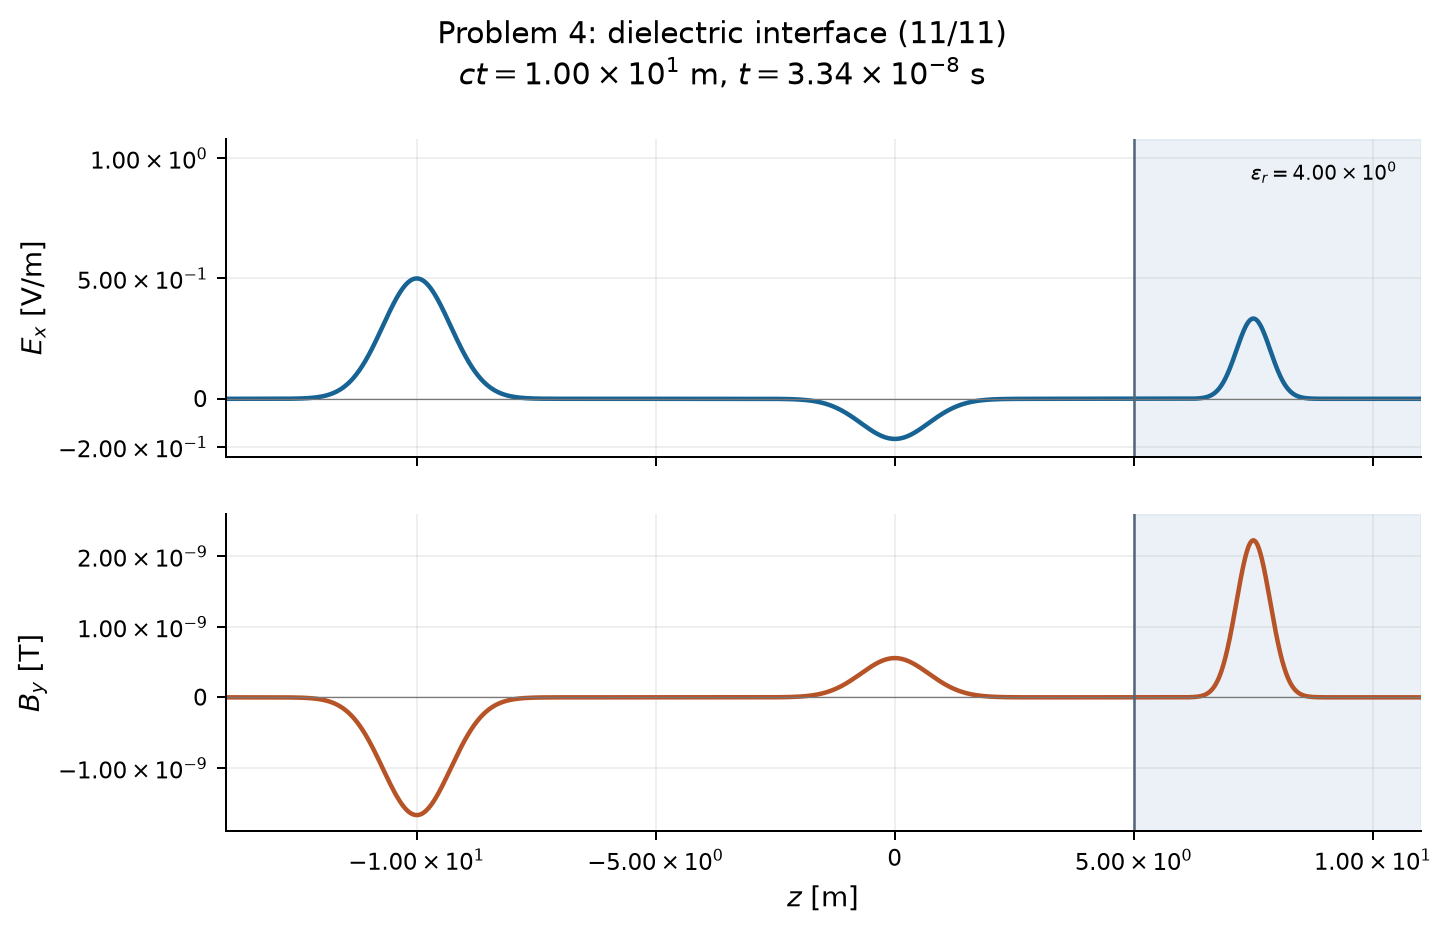 Problem 4: dielectric interface (11/11)
ct = 1.00 × 10¹ m, t = 3.34 × 10⁻⁸ s
1.00 × 10⁰
5.00 × 10⁻¹
0
−2.00 × 10⁻¹
Eₓ [V/m]
εᵣ = 4.00 × 10⁰
2.00 × 10⁻⁹
1.00 × 10⁻⁹
0
−1.00 × 10⁻⁹
B_y [T]
−1.00 × 10¹
−5.00 × 10⁰
0
5.00 × 10⁰
1.00 × 10¹
z [m]